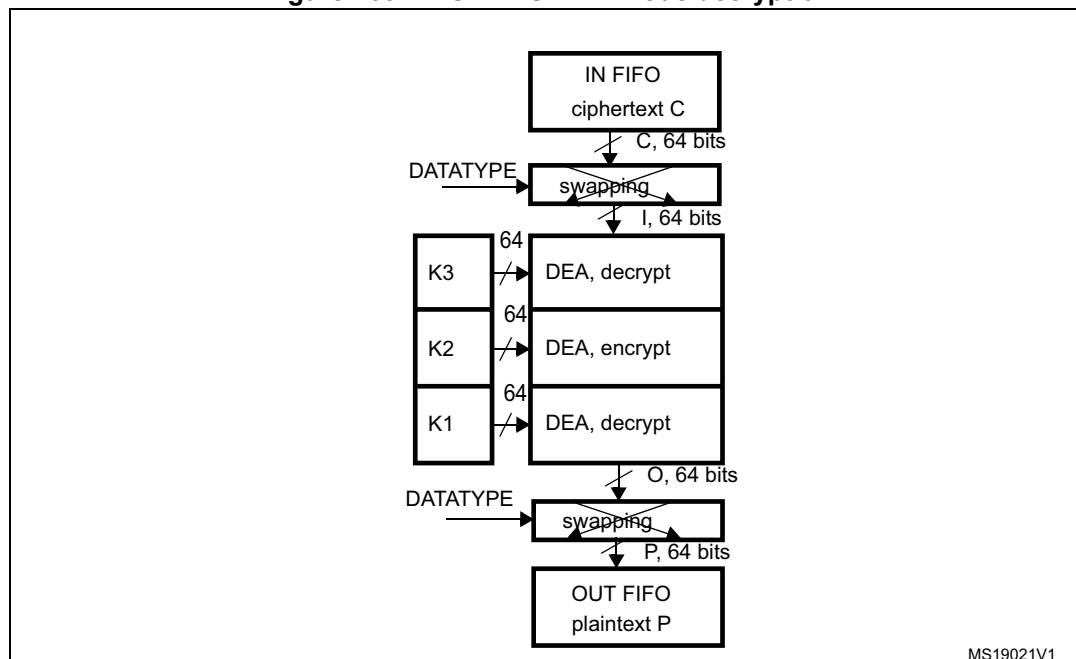 IN FIFO
ciphertext C
C, 64 bits
DATATYPE
swapping
I, 64 bits
64
K3
DEA, decrypt
64
K2
DEA, encrypt
64
K1
DEA, decrypt
O, 64 bits
DATATYPE
swapping
P, 64 bits
OUT FIFO
plaintext P
MS19021V1